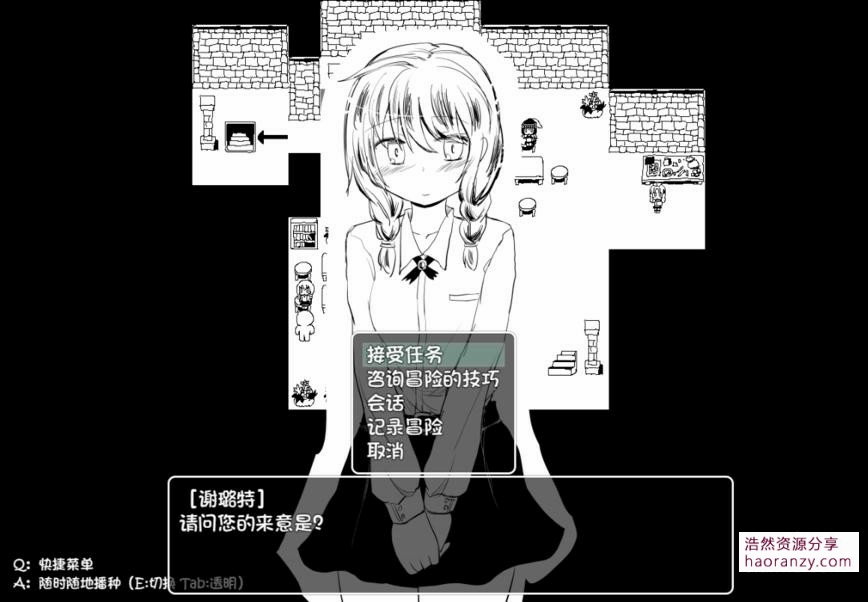 接受任务
咨询冒险的技巧
会话
记录冒险
取消
[谢璐特]
请问您的来意是?
Q: 快捷菜单
A: 随时随地播种 (E:切换 Tab:透明)
浩然资源分享
haoranzy.com